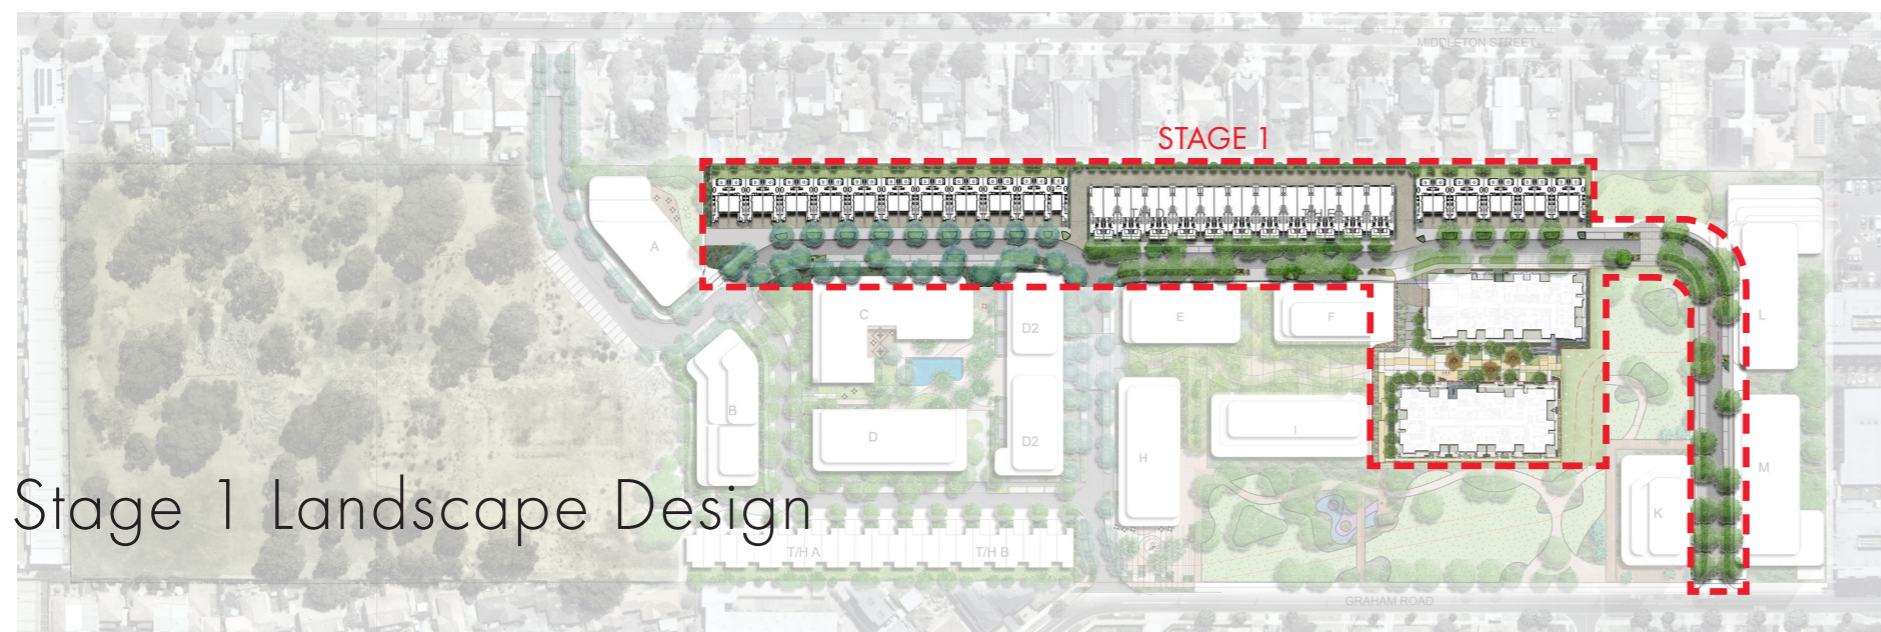 MIDDLETON STREET
STAGE 1
A
L
C
D2
E
F
B
D
D2
I
H
M
K
Stage 1 Landscape Design
T/H A
T/H B
GRAHAM ROAD